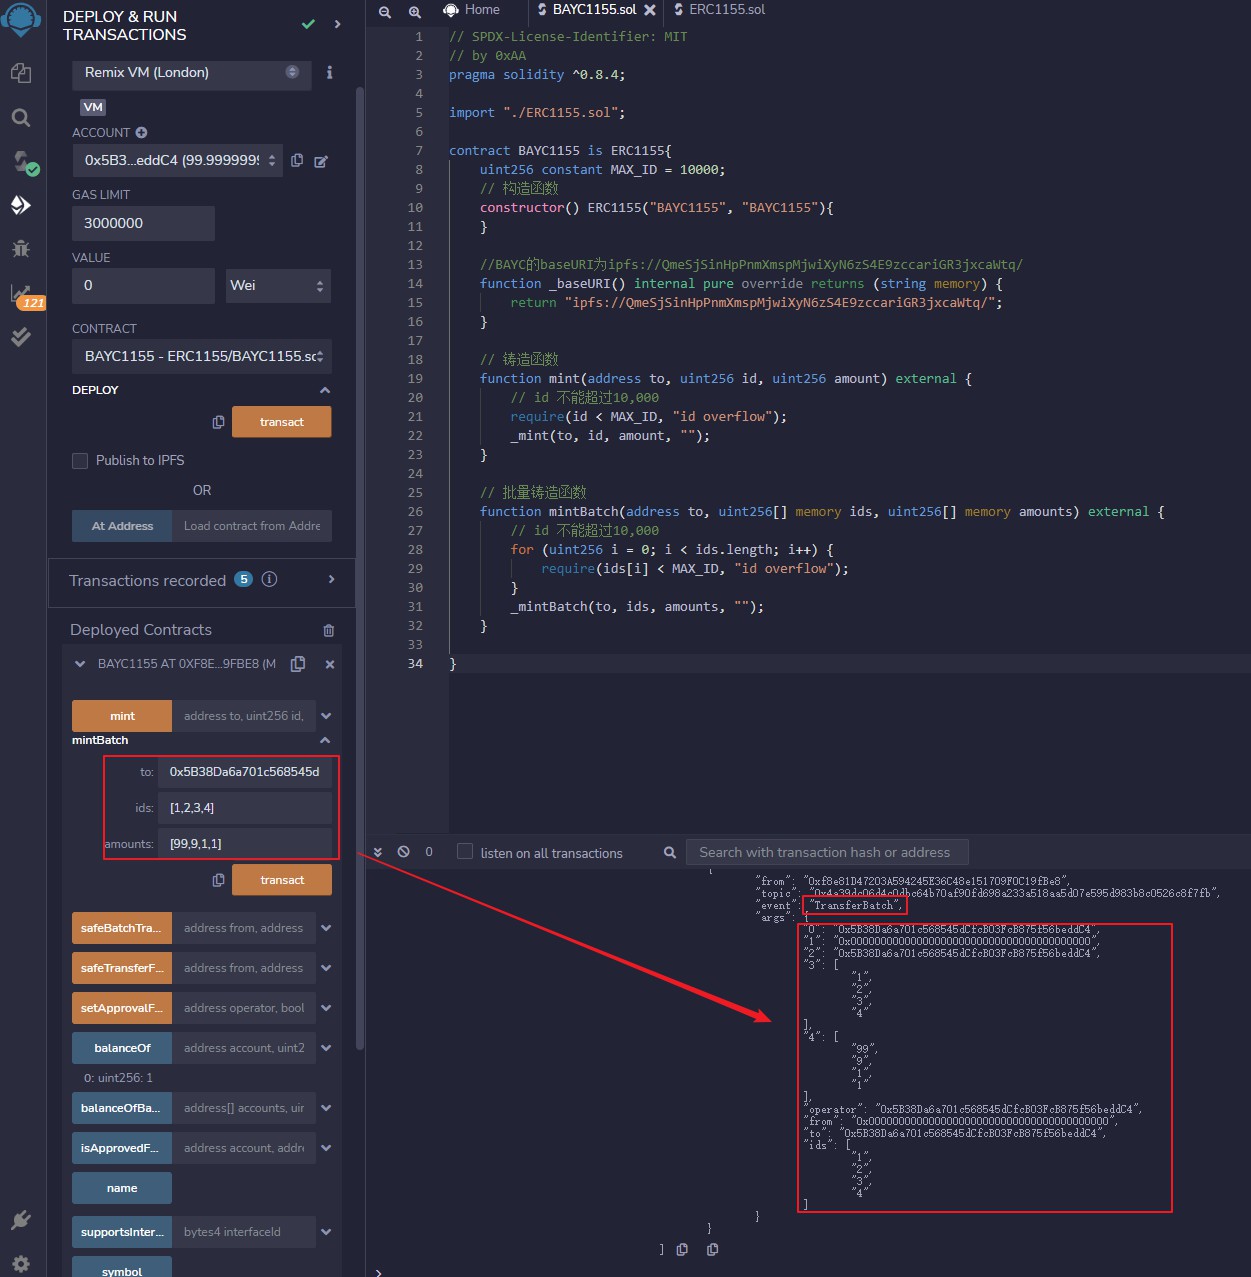 DEPLOY & RUN
TRANSACTIONS
Remix VM (London)
VM
ACCOUNT
0x5B3...eddC4 (99.9999999
GAS LIMIT
3000000
VALUE
0
Wei
CONTRACT
BAYC1155 - ERC1155/BAYC1155.sc
DEPLOY
transact
Publish to IPFS
OR
At Address
Load contract from Addre
Transactions recorded 5
Deployed Contracts
BAYC1155 AT 0XF8E...9FBE8 (M
mint
address to, uint256 id,
mintBatch
to: 0x5B38Da6a701c568545d
ids: [1,2,3,4]
amounts: [99,9,1,1]
transact
safeBatchTra...
address from, address
safeTransferF...
address from, address
setApprovalF...
address operator, bool
balanceOf
address account, uint2
0: uint256: 1
balanceOfBa...
address[] accounts, uir
isApprovedF...
address account, addre
name
supportsInter...
bytes4 interfaceId
symbol
121
Home
BAYC1155.sol
ERC1155.sol
1 // SPDX-License-Identifier: MIT
2 // by 0xAA
3 pragma solidity ^0.8.4;
4
5 import "./ERC1155.sol";
6
7 contract BAYC1155 is ERC1155{
8 uint256 constant MAX_ID = 10000;
9 // 构造函数
10 constructor() ERC1155("BAYC1155", "BAYC1155"){
11 }
12
13 //BAYC的baseURI为ipfs://QmeSjSinHpPnmXmspMjwiXyN6zS4E9zccariGR3jxcaWtq/
14 function _baseURI() internal pure override returns (string memory) {
15 return "ipfs://QmeSjSinHpPnmXmspMjwiXyN6zS4E9zccariGR3jxcaWtq/";
16 }
17
18 // 铸造函数
19 function mint(address to, uint256 id, uint256 amount) external {
20 // id 不能超过10,000
21 require(id < MAX_ID, "id overflow");
22 _mint(to, id, amount, "");
23 }
24
25 // 批量铸造函数
26 function mintBatch(address to, uint256[] memory ids, uint256[] memory amounts) external {
27 // id 不能超过10,000
28 for (uint256 i = 0; i < ids.length; i++) {
29 require(ids[i] < MAX_ID, "id overflow");
30 }
31 _mintBatch(to, ids, amounts, "");
32 }
33
34 }
0
listen on all transactions
Search with transaction hash or address
{
"from": "0xf8e81D47203A594245E36C48e151709F0C19fBe8",
"topic": "0x4a39dc06d4c0dbc64b70af90fd698a233a518aa5d07e595d983b8c0526c8f7fb",
"event": "TransferBatch",
"args": {
"0": "0x5B38Da6a701c568545dCfcB03FcB875f56beddC4",
"1": "0x0000000000000000000000000000000000000000",
"2": "0x5B38Da6a701c568545dCfcB03FcB875f56beddC4",
"3": [
"1",
"2",
"3",
"4"
],
"4": [
"99",
"9",
"1",
"1"
],
"operator": "0x5B38Da6a701c568545dCfcB03FcB875f56beddC4",
"from": "0x0000000000000000000000000000000000000000",
"to": "0x5B38Da6a701c568545dCfcB03FcB875f56beddC4",
"ids": [
"1",
"2",
"3",
"4"
]
}
}
]
>